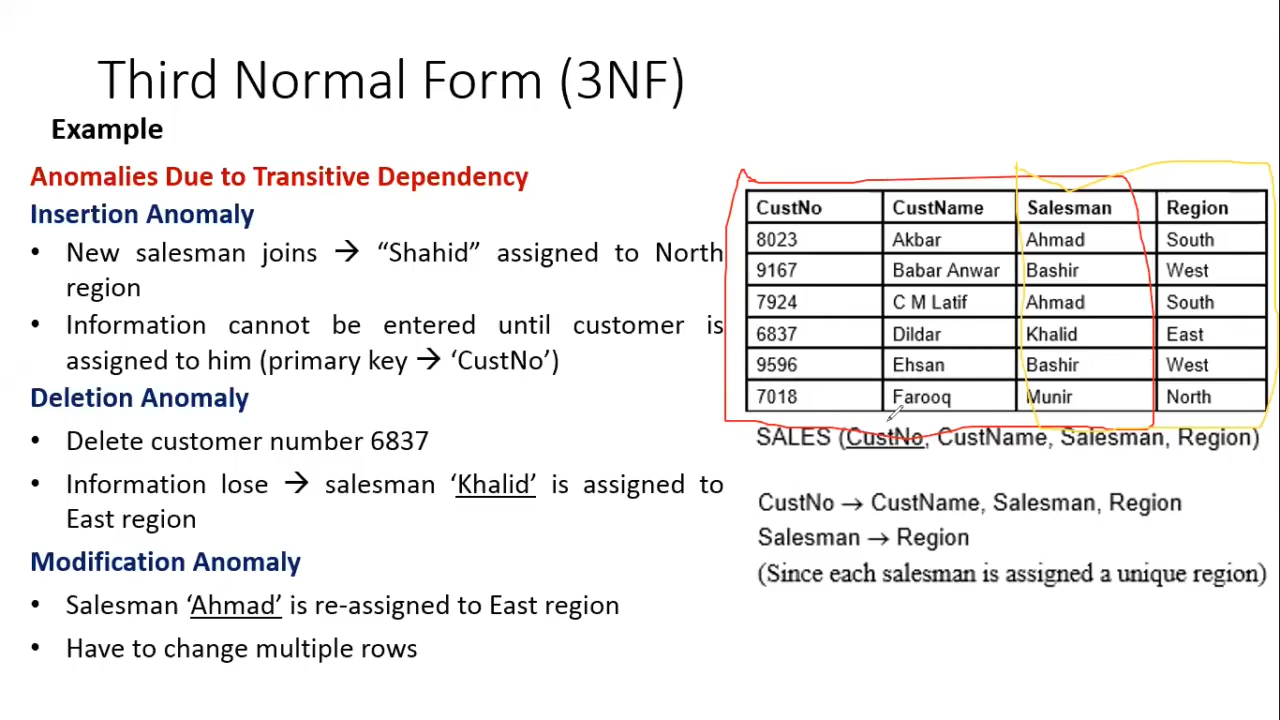 Third Normal Form (3NF)
Example
Anomalies Due to Transitive Dependency
Insertion Anomaly
• New salesman joins → “Shahid” assigned to North
region
• Information cannot be entered until customer is
assigned to him (primary key → ‘CustNo’)
Deletion Anomaly
• Delete customer number 6837
• Information lose → salesman ‘Khalid’ is assigned to
East region
Modification Anomaly
• Salesman ‘Ahmad’ is re-assigned to East region
• Have to change multiple rows
CustNo CustName Salesman Region
8023 Akbar Ahmad South
9167 Babar Anwar Bashir West
7924 C M Latif Ahmad South
6837 Dildar Khalid East
9596 Ehsan Bashir West
7018 Farooq Munir North
SALES (CustNo, CustName, Salesman, Region)
CustNo → CustName, Salesman, Region
Salesman → Region
(Since each salesman is assigned a unique region)